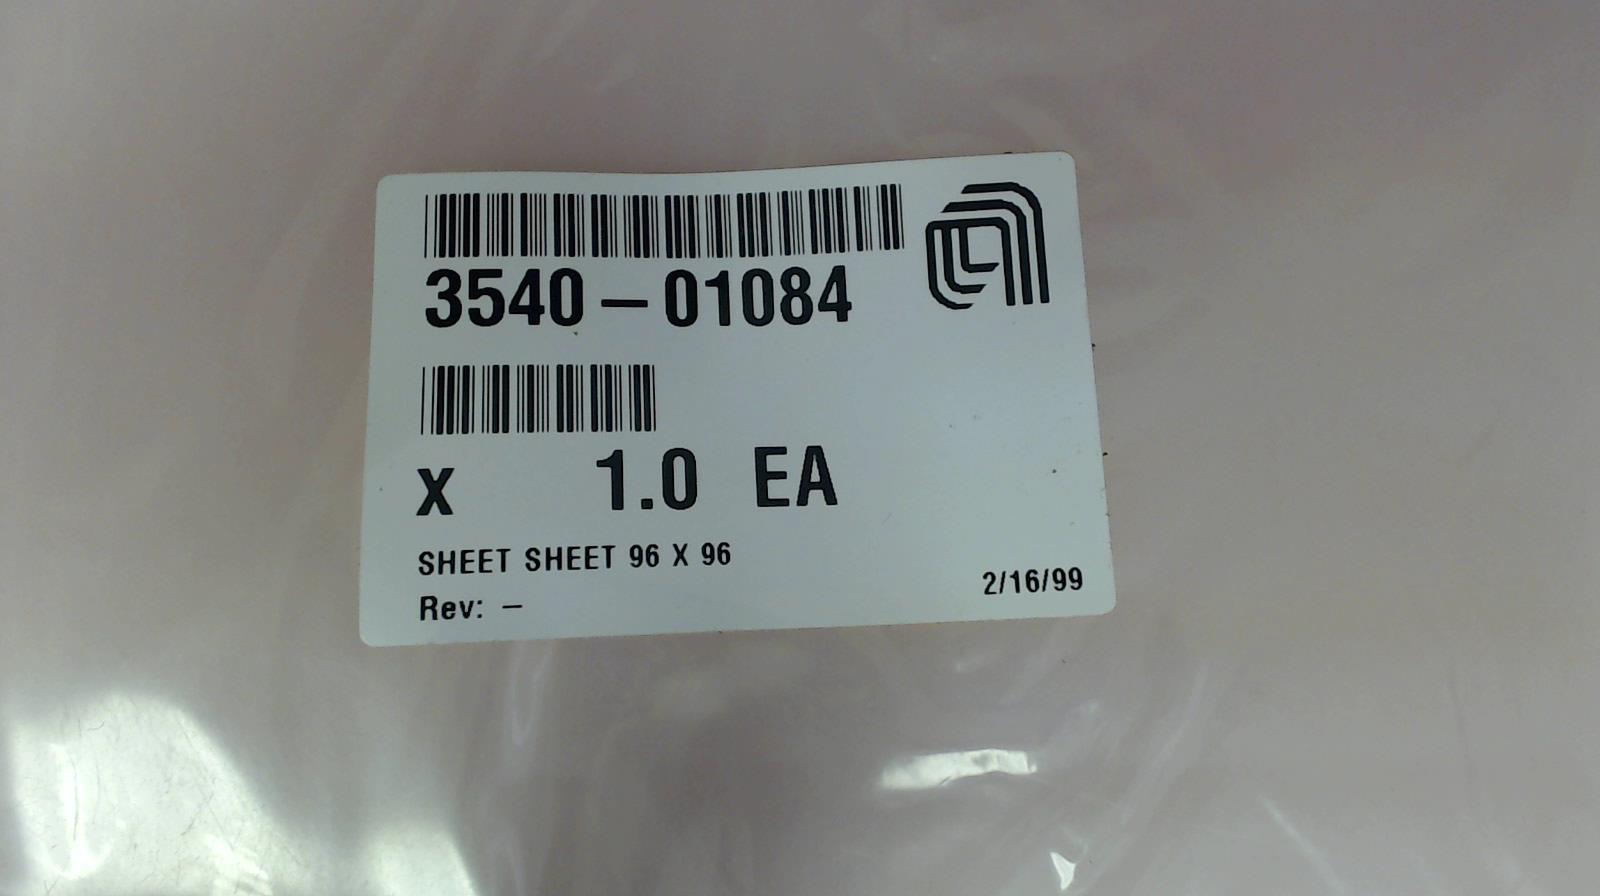 3540-01084
X 1.0 EA
SHEET SHEET 96 X 96
Rev: -
2/16/99